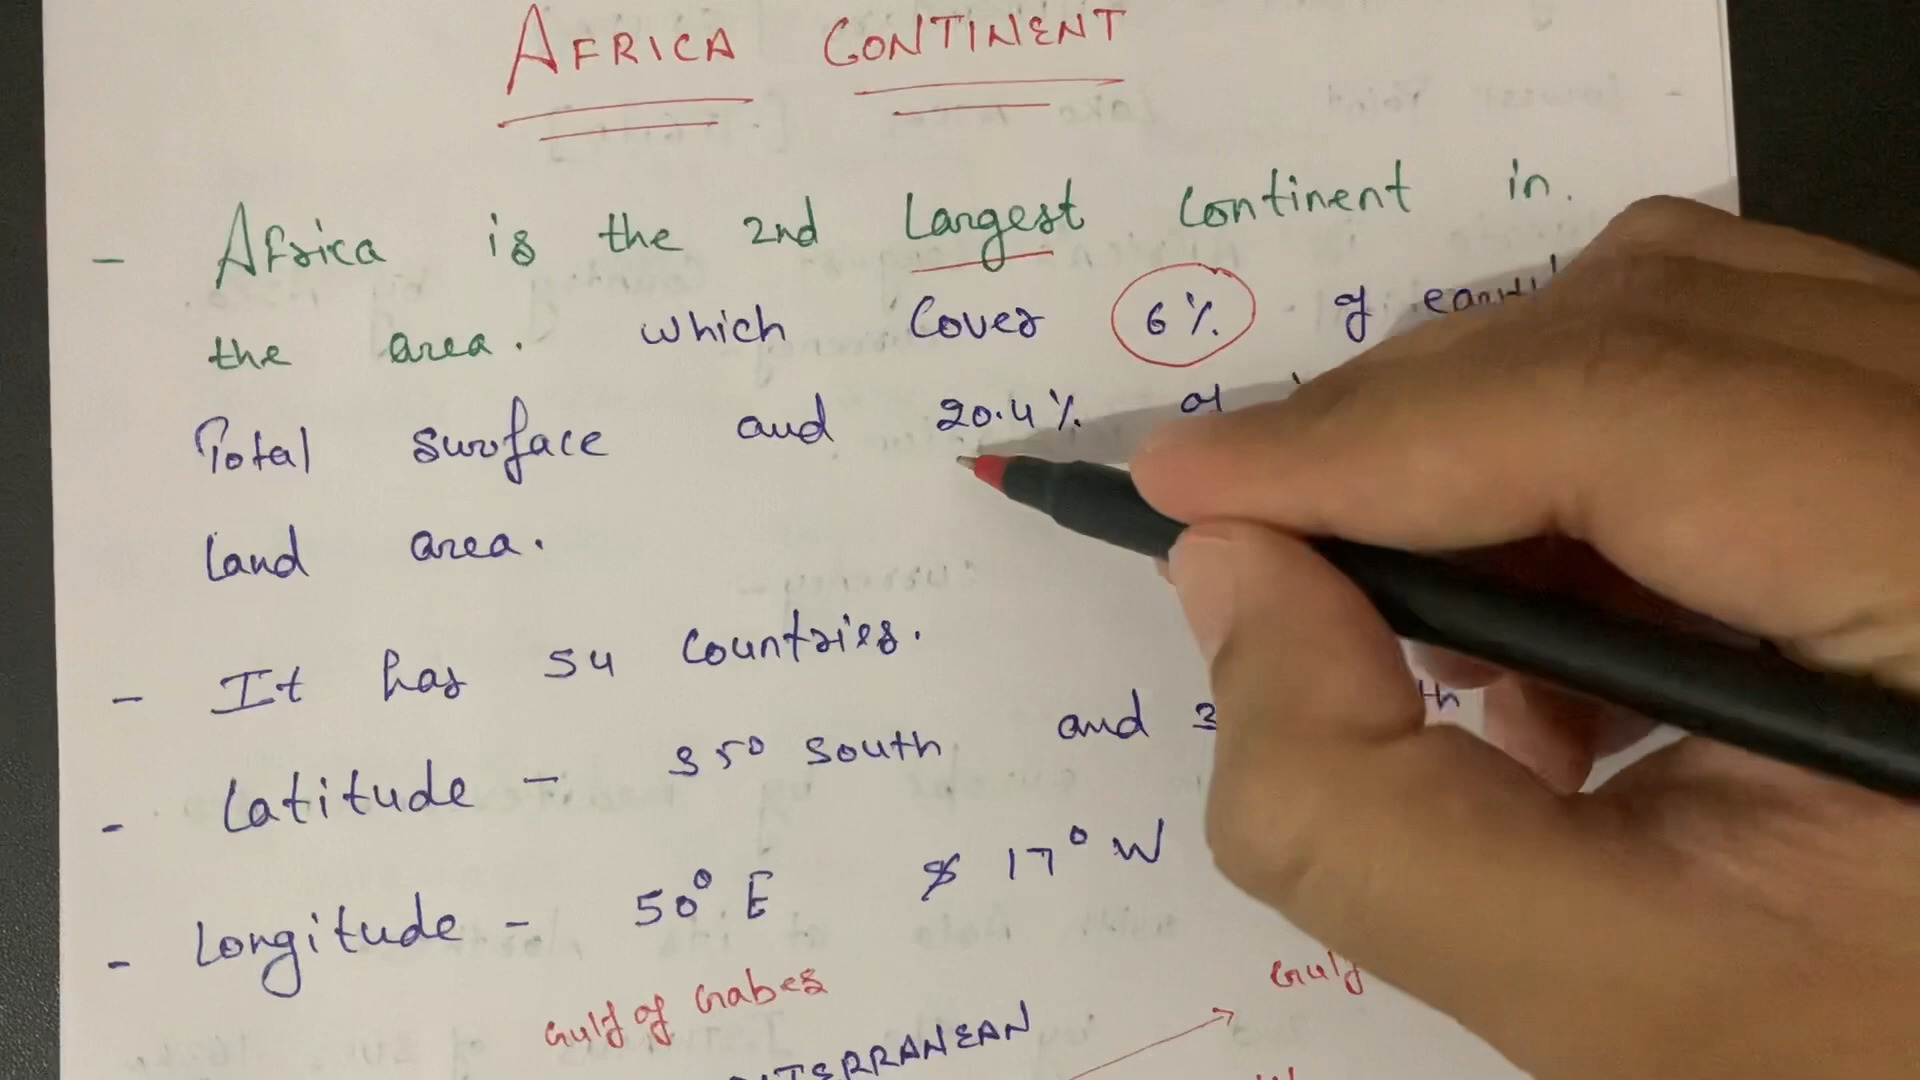 AFRICA CONTINENT
- Africa is the 2nd Largest continent in
the area. which cover 6% of
Total surface and 20.4% of
land area.
- It has 54 countries.
- Latitude - 35° south and 3
- Longitude - 50° E & 17° W
Gulf of Gabes
Gulf